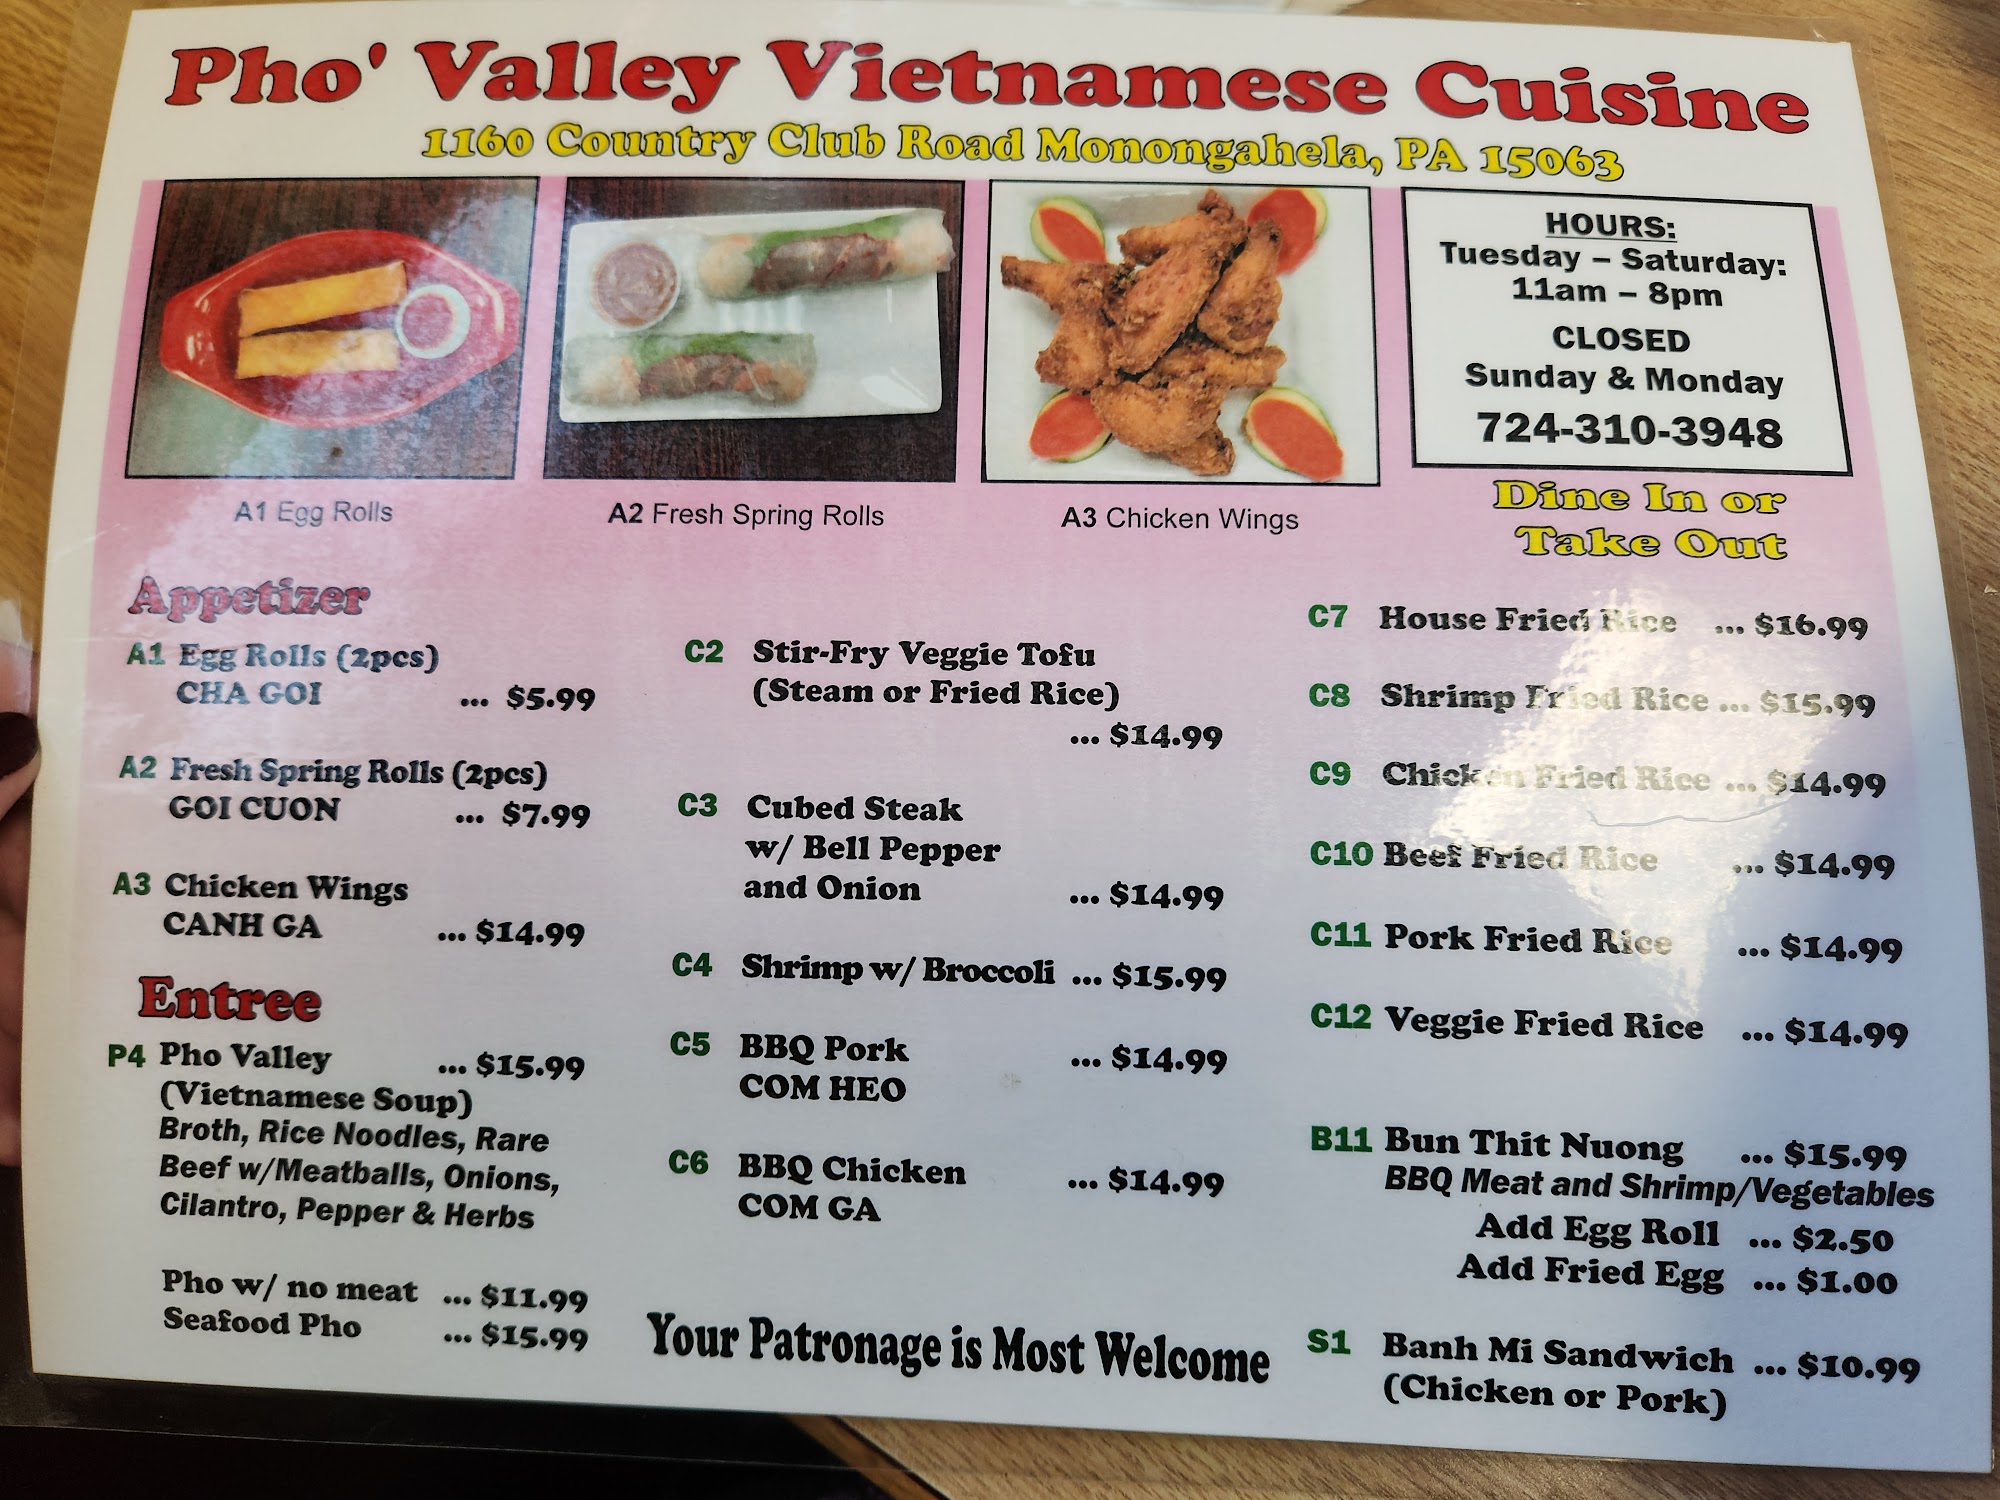 Pho' Valley Vietnamese Cuisine
1160 Country Club Road Monongahela, PA 15063
HOURS:
Tuesday – Saturday:
11am – 8pm
CLOSED
Sunday & Monday
724-310-3948
A1 Egg Rolls
A2 Fresh Spring Rolls
A3 Chicken Wings
Dine In or
Take Out
Appetizer
A1 Egg Rolls (2pcs)
CHA GOI ... $5.99
A2 Fresh Spring Rolls (2pcs)
GOI CUON ... $7.99
A3 Chicken Wings
CANH GA ... $14.99
Entree
P4 Pho Valley ... $15.99
(Vietnamese Soup)
Broth, Rice Noodles, Rare
Beef w/Meatballs, Onions,
Cilantro, Pepper & Herbs
Pho w/ no meat ... $11.99
Seafood Pho ... $15.99
C2 Stir-Fry Veggie Tofu
(Steam or Fried Rice)
... $14.99
C3 Cubed Steak
w/ Bell Pepper
and Onion ... $14.99
C4 Shrimp w/ Broccoli ... $15.99
C5 BBQ Pork ... $14.99
COM HEO
C6 BBQ Chicken ... $14.99
COM GA
Your Patronage is Most Welcome
C7 House Fried Rice ... $16.99
C8 Shrimp Fried Rice ... $15.99
C9 Chicken Fried Rice ... $14.99
C10 Beef Fried Rice ... $14.99
C11 Pork Fried Rice ... $14.99
C12 Veggie Fried Rice ... $14.99
B11 Bun Thit Nuong ... $15.99
BBQ Meat and Shrimp/Vegetables
Add Egg Roll ... $2.50
Add Fried Egg ... $1.00
S1 Banh Mi Sandwich ... $10.99
(Chicken or Pork)